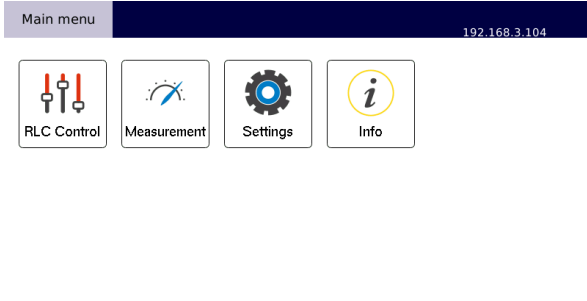 Main menu
192.168.3.104
RLC Control
Measurement
Settings
i
Info